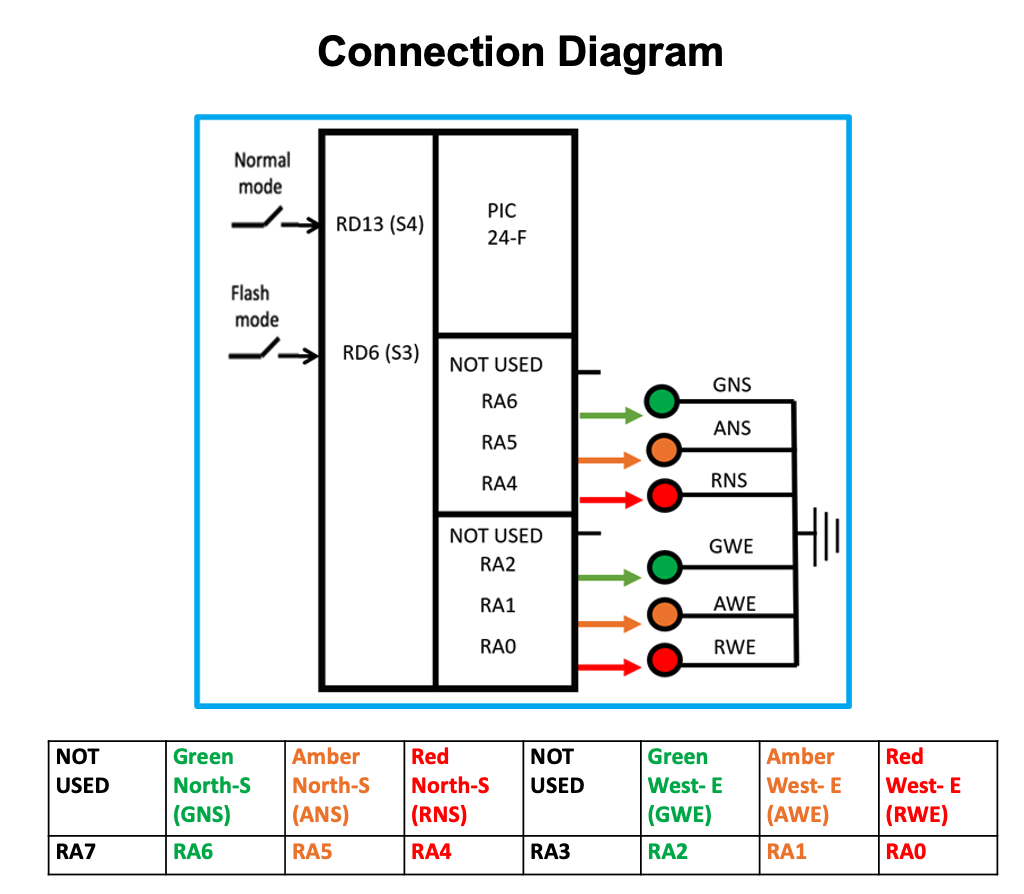 Connection Diagram
Normal
mode
RD13 (S4)
PIC
24-F
Flash
mode
RD6 (S3)
NOT USED
RA6
RA5
RA4
NOT USED
RA2
RA1
RA0
GNS
ANS
RNS
GWE
AWE
RWE
NOT USED
Green North-S (GNS)
Amber North-S (ANS)
Red North-S (RNS)
NOT USED
Green West- E (GWE)
Amber West- E (AWE)
Red West- E (RWE)
RA7 RA6 RA5 RA4 RA3 RA2 RA1 RA0